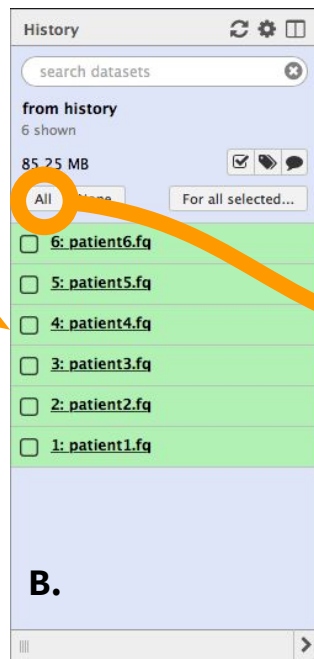 History
search datasets
from history
6 shown
85.25 MB
All None For all selected...
6: patient6.fq
5: patient5.fq
4: patient4.fq
3: patient3.fq
2: patient2.fq
1: patient1.fq
B.